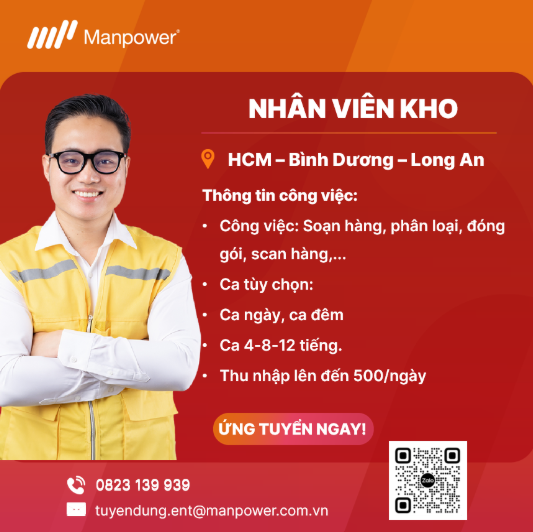 Manpower®
NHÂN VIÊN KHO
HCM – Bình Dương – Long An
Thông tin công việc:
• Công việc: Soạn hàng, phân loại, đóng
gói, scan hàng,...
• Ca tùy chọn:
• Ca ngày, ca đêm
• Ca 4-8-12 tiếng.
• Thu nhập lên đến 500/ngày
ỨNG TUYỂN NGAY!
0823 139 939
tuyendung.ent@manpower.com.vn
Zalo